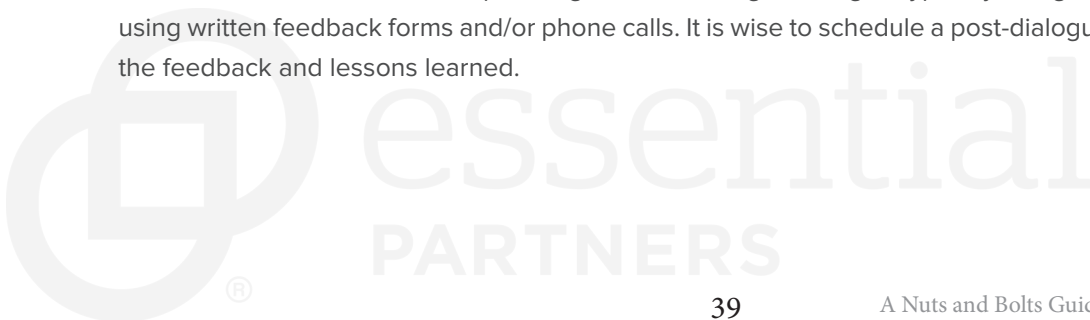 using written feedback forms and/or phone calls. It is wise to schedule a post-dialogu
the feedback and lessons learned.
essential
PARTNERS
®
39
A Nuts and Bolts Guid